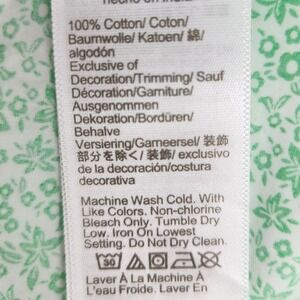 100% Cotton/ Coton/
Baumwolle/ Katoen/ 綿/
algodón
Exclusive of
Decoration/Trimming/ Sauf
Décoration/Garniture/
Ausgenommen
Dekoration/Bordüren/
Behalve
Versiering/Garneersel/ 装飾
部分を除く/ 装飾/ exclusivo
de la decoración/costura
decorativa
Machine Wash Cold. With
Like Colors. Non-chlorine
Bleach Only. Tumble Dry
Low. Iron On Lowest
Setting. Do Not Dry Clean.
30
Laver À La Machine À
L'eau Froide. Laver En